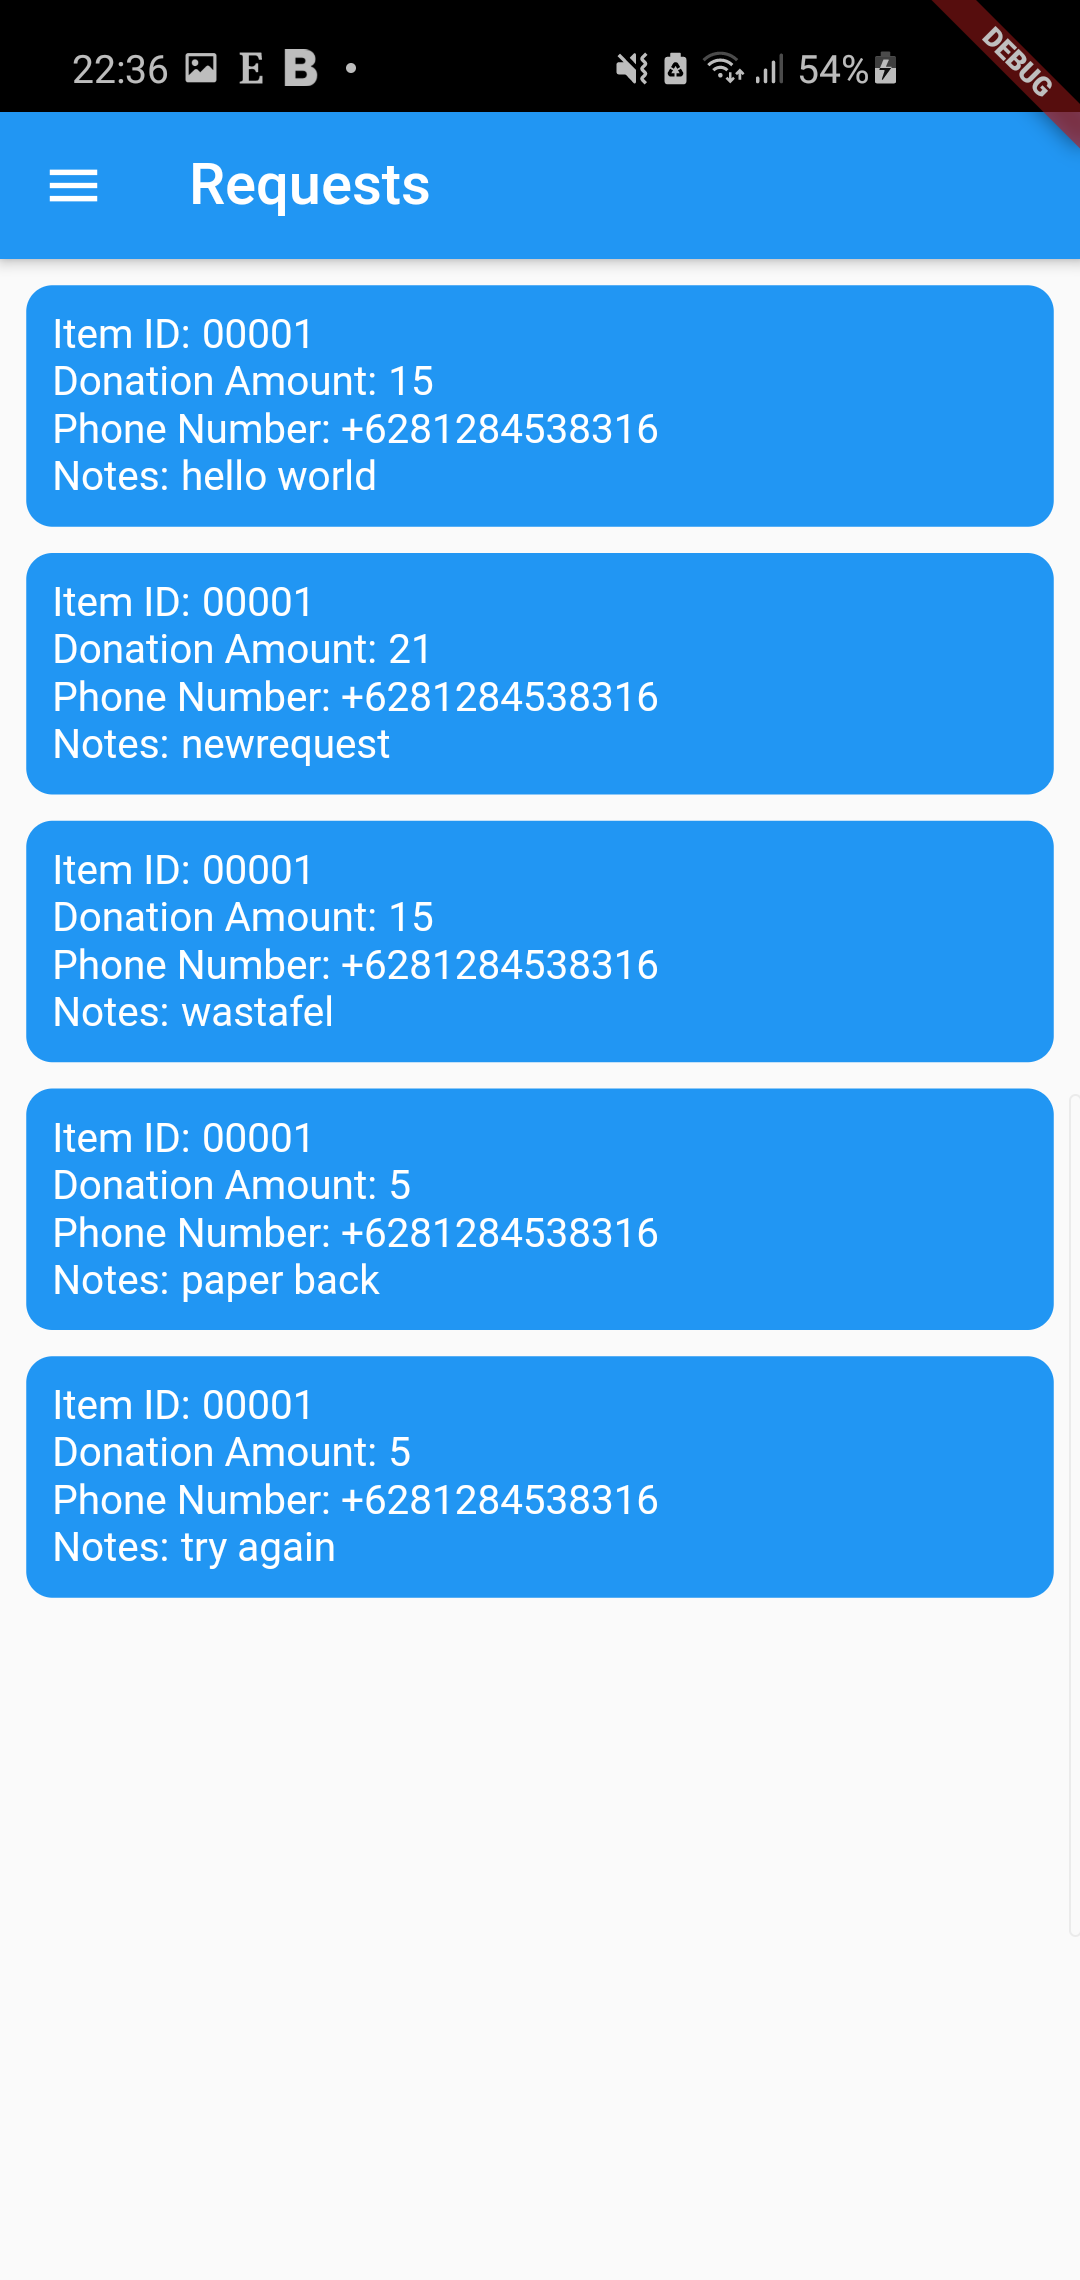 22:36 E B
54%
DEBUG
Requests
Item ID: 00001
Donation Amount: 15
Phone Number: +6281284538316
Notes: hello world
Item ID: 00001
Donation Amount: 21
Phone Number: +6281284538316
Notes: newrequest
Item ID: 00001
Donation Amount: 15
Phone Number: +6281284538316
Notes: wastafel
Item ID: 00001
Donation Amount: 5
Phone Number: +6281284538316
Notes: paper back
Item ID: 00001
Donation Amount: 5
Phone Number: +6281284538316
Notes: try again